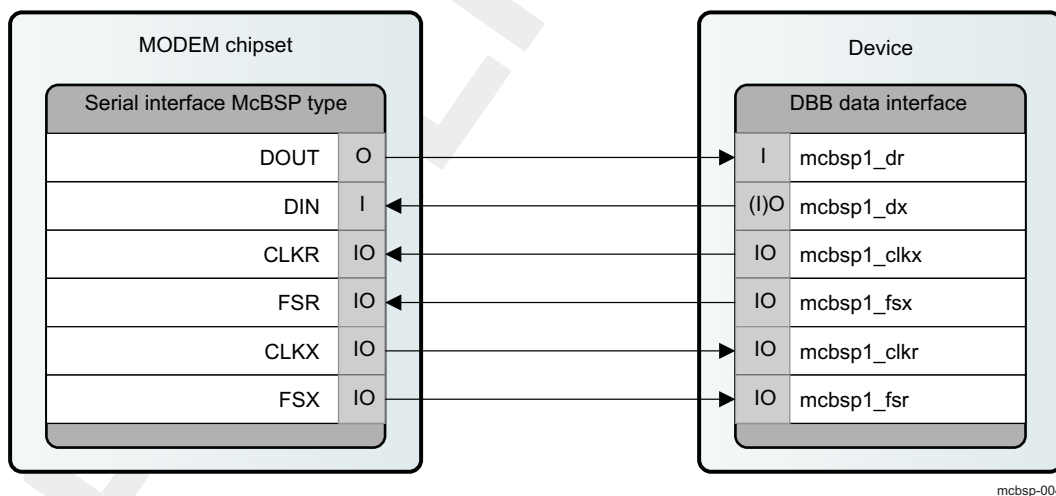 MODEM chipset
Device
Serial interface McBSP type
DBB data interface
DOUT O I mcbsp1_dr
DIN I (I)O mcbsp1_dx
CLKR IO IO mcbsp1_clkx
FSR IO IO mcbsp1_fsx
CLKX IO IO mcbsp1_clkr
FSX IO IO mcbsp1_fsr